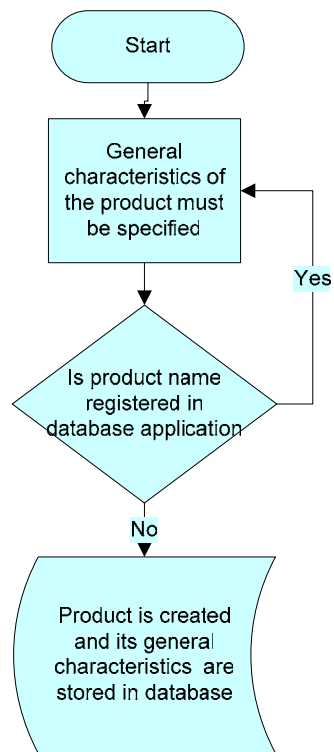 Start
General
characteristics of
the product must
be specified
Yes
Is product name
registered in
database application
No
Product is created
and its general
characteristics are
stored in database